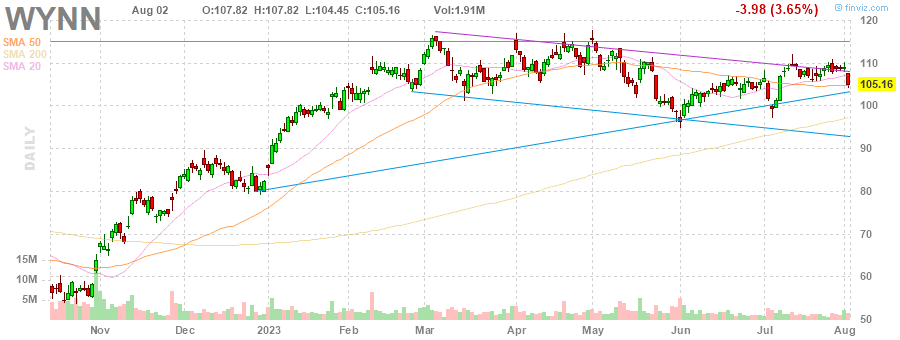 WYNN Aug 02 O:107.82 H:107.82 L:104.45 C:105.16 Vol:1.91M -3.98 (3.65%) © finviz.com
SMA 50
SMA 200
SMA 20
DAILY
120
110
105.16
100
90
80
70
60
50
15M
10M
5M
Nov Dec 2023 Feb Mar Apr May Jun Jul Aug